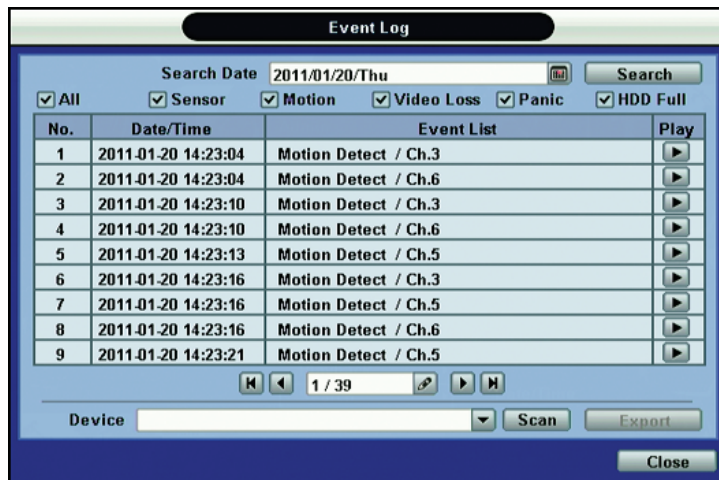 Event Log
Search Date 2011/01/20/Thu Search
All Sensor Motion Video Loss Panic HDD Full
No. Date/Time Event List Play
1 2011-01-20 14:23:04 Motion Detect / Ch.3
2 2011-01-20 14:23:04 Motion Detect / Ch.6
3 2011-01-20 14:23:10 Motion Detect / Ch.3
4 2011-01-20 14:23:10 Motion Detect / Ch.6
5 2011-01-20 14:23:13 Motion Detect / Ch.5
6 2011-01-20 14:23:16 Motion Detect / Ch.3
7 2011-01-20 14:23:16 Motion Detect / Ch.5
8 2011-01-20 14:23:16 Motion Detect / Ch.6
9 2011-01-20 14:23:21 Motion Detect / Ch.5
1 / 39
Device Scan Export
Close